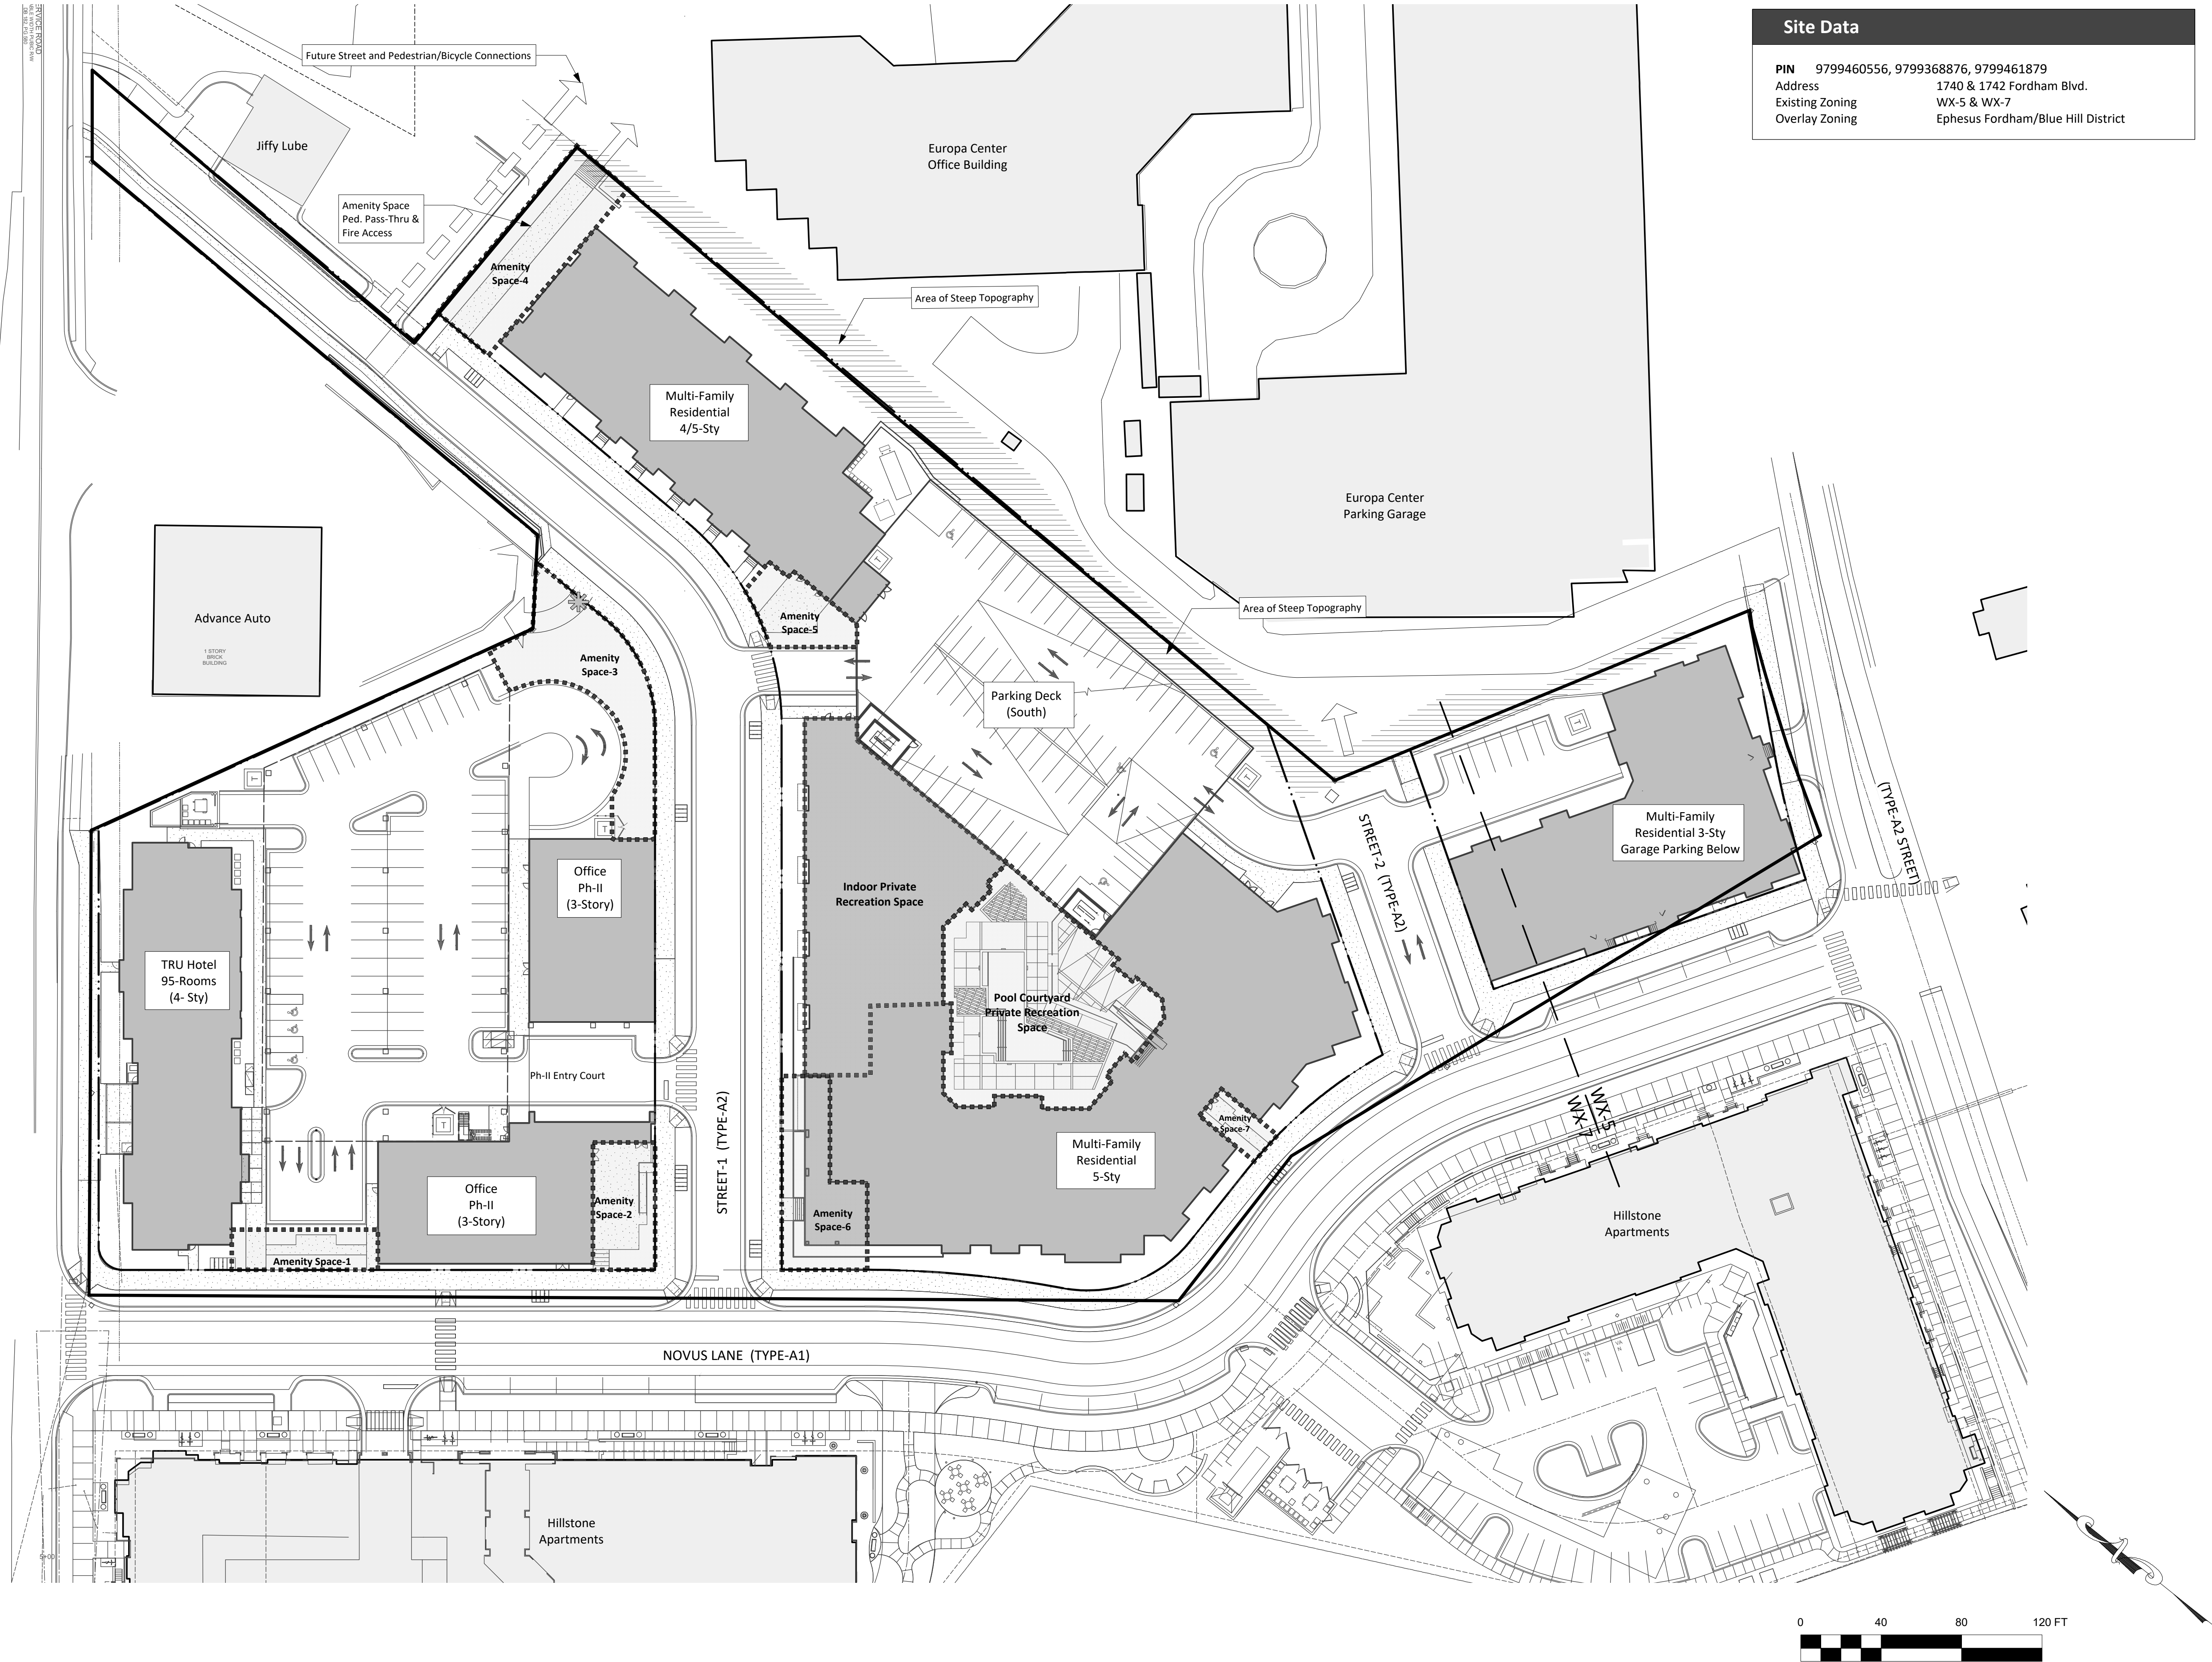 SERVICE ROAD
Site Data
PIN 9799460556, 9799368876, 9799461879
Address 1740 & 1742 Fordham Blvd.
Existing Zoning WX-5 & WX-7
Overlay Zoning Ephesus Fordham/Blue Hill District
Future Street and Pedestrian/Bicycle Connections
Jiffy Lube
Europa Center
Office Building
Amenity Space
Ped. Pass-Thru &
Fire Access
Amenity
Space-4
Area of Steep Topography
Multi-Family
Residential
4/5-Sty
Europa Center
Parking Garage
T
Advance Auto
1 STORY
BRICK
BUILDING
Amenity
Space-5
Area of Steep Topography
Amenity
Space-3
Parking Deck
(South)
T
T
T
Multi-Family
Residential 3-Sty
Garage Parking Below
(TYPE-A2 STREET)
STREET-2 (TYPE-A2)
T
Office
Ph-II
(3-Story)
Indoor Private
Recreation Space
TRU Hotel
95-Rooms
(4- Sty)
Pool Courtyard
Private Recreation
Space
Ph-II Entry Court
T
STREET-1 (TYPE-A2)
Amenity
Space-7
WX-5
WX-7
Multi-Family
Residential
5-Sty
Office
Ph-II
(3-Story)
Amenity
Space-2
Amenity
Space-6
Hillstone
Apartments
Amenity Space-1
NOVUS LANE (TYPE-A1)
VA
N
VA
N
Hillstone
Apartments
5+00
0 40 80 120 FT